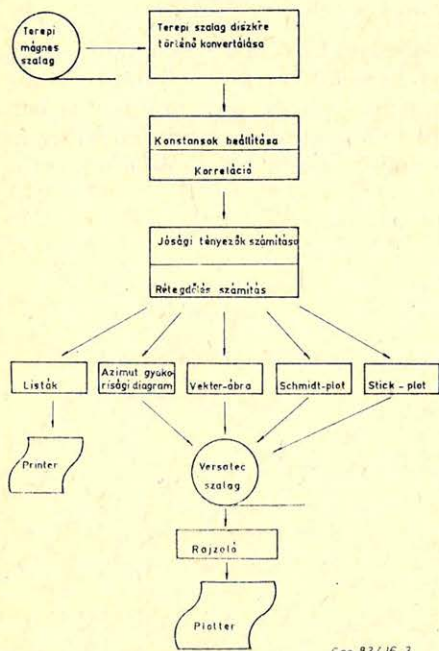 Terepi
mágnes
szalag
Terepi szalag diszkre
történő konvertálása
Konstansok beállítása
Korreláció
Jósági tényezők számítása
Rétegdőlés számítás
Listák
Azimut gyako-
risági diagram
Vektor-ábra
Schmidt-plot
Stick - plot
Printer
Versatec
szalag
Rajzoló
Plotter